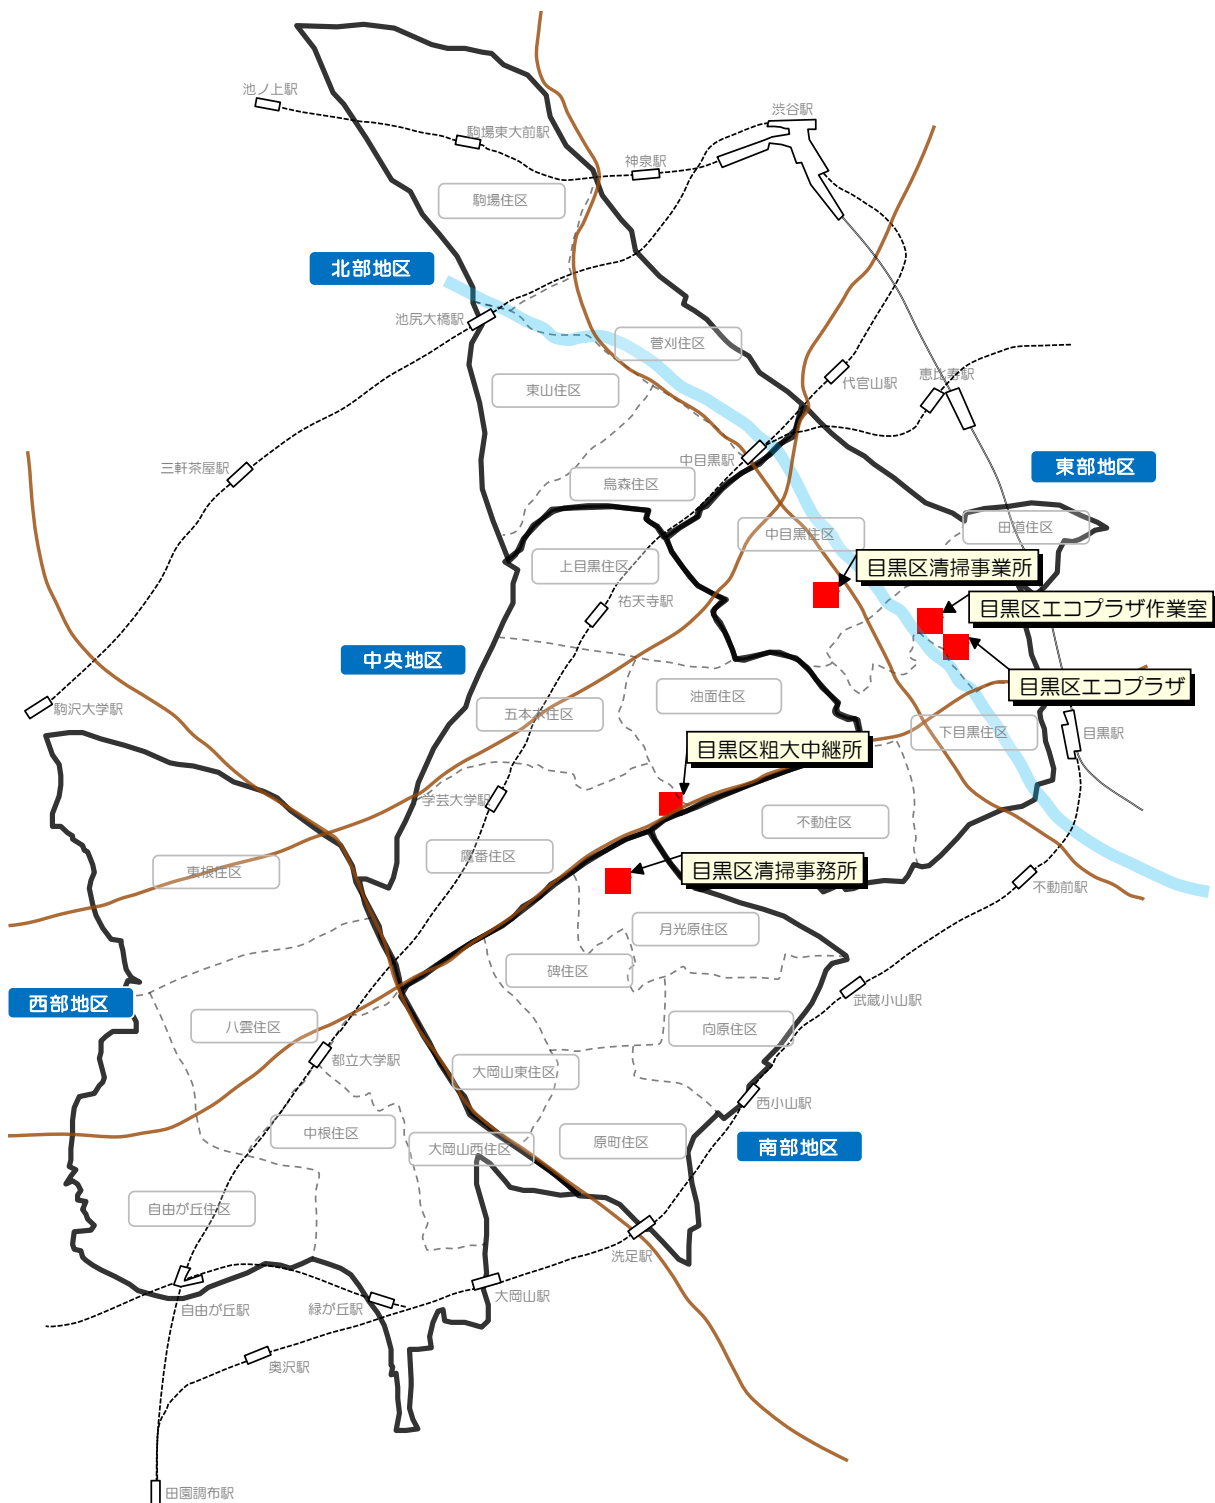 池ノ上駅
渋谷駅
駒場東大前駅
神泉駅
駒場住区
北部地区
池尻大橋駅
菅刈住区
代官山駅
恵比寿駅
東山住区
中目黒駅
三軒茶屋駅
東部地区
烏森住区
中目黒住区
田道住区
上目黒住区
目黒区清掃事業所
祐天寺駅
目黒区エコプラザ作業室
中央地区
目黒区エコプラザ
油面住区
駒沢大学駅
五本木住区
下目黒住区
目黒駅
目黒区粗大中継所
学芸大学駅
不動住区
鷹番住区
東根住区
目黒区清掃事務所
不動前駅
月光原住区
碑住区
西部地区
武蔵小山駅
八雲住区
向原住区
都立大学駅
大岡山東住区
西小山駅
中根住区
大岡山西住区
原町住区
南部地区
自由が丘住区
洗足駅
大岡山駅
自由が丘駅
緑が丘駅
奥沢駅
田園調布駅